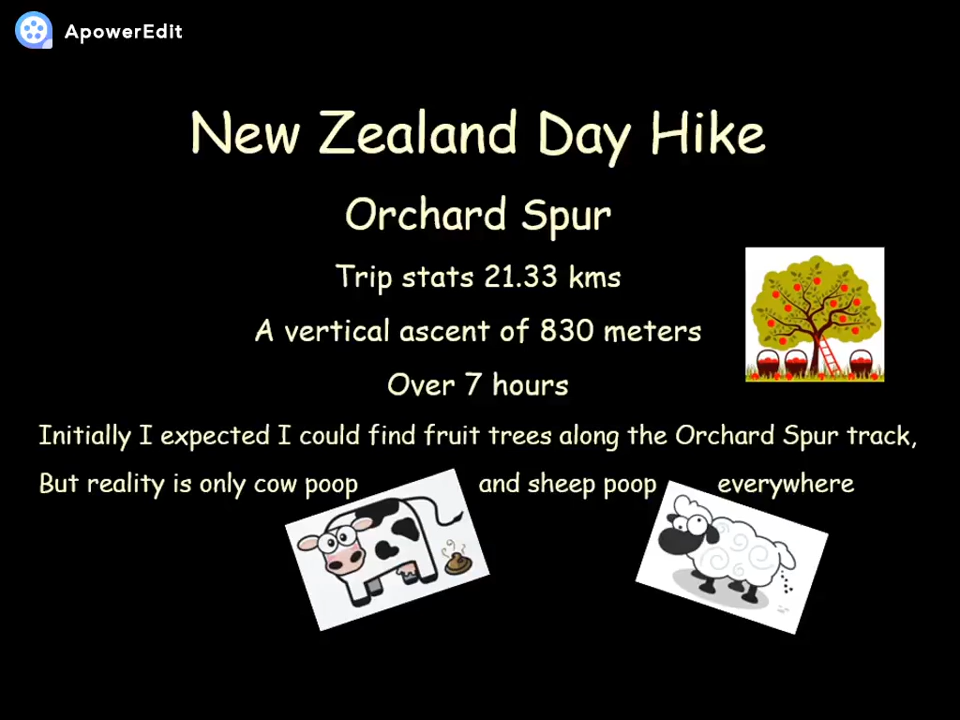 ApowerEdit
New Zealand Day Hike
Orchard Spur
Trip stats 21.33 kms
A vertical ascent of 830 meters
Over 7 hours
Initially I expected I could find fruit trees along the Orchard Spur track,
But reality is only cow poop and sheep poop everywhere